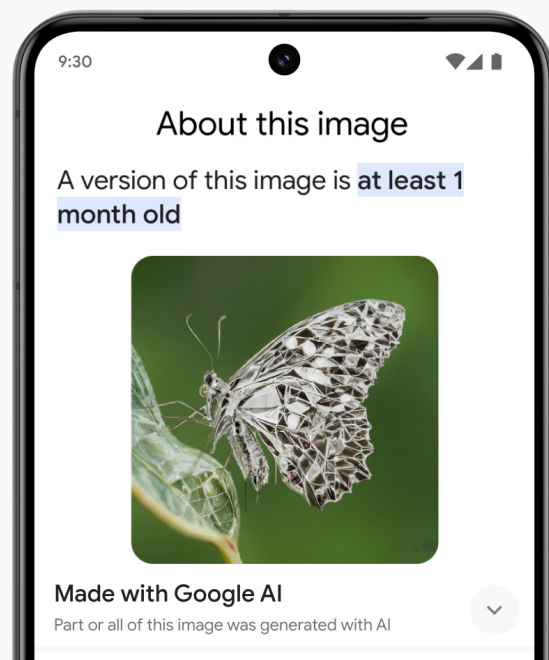 9:30
About this image
A version of this image is at least 1
month old
Made with Google AI
Part or all of this image was generated with AI